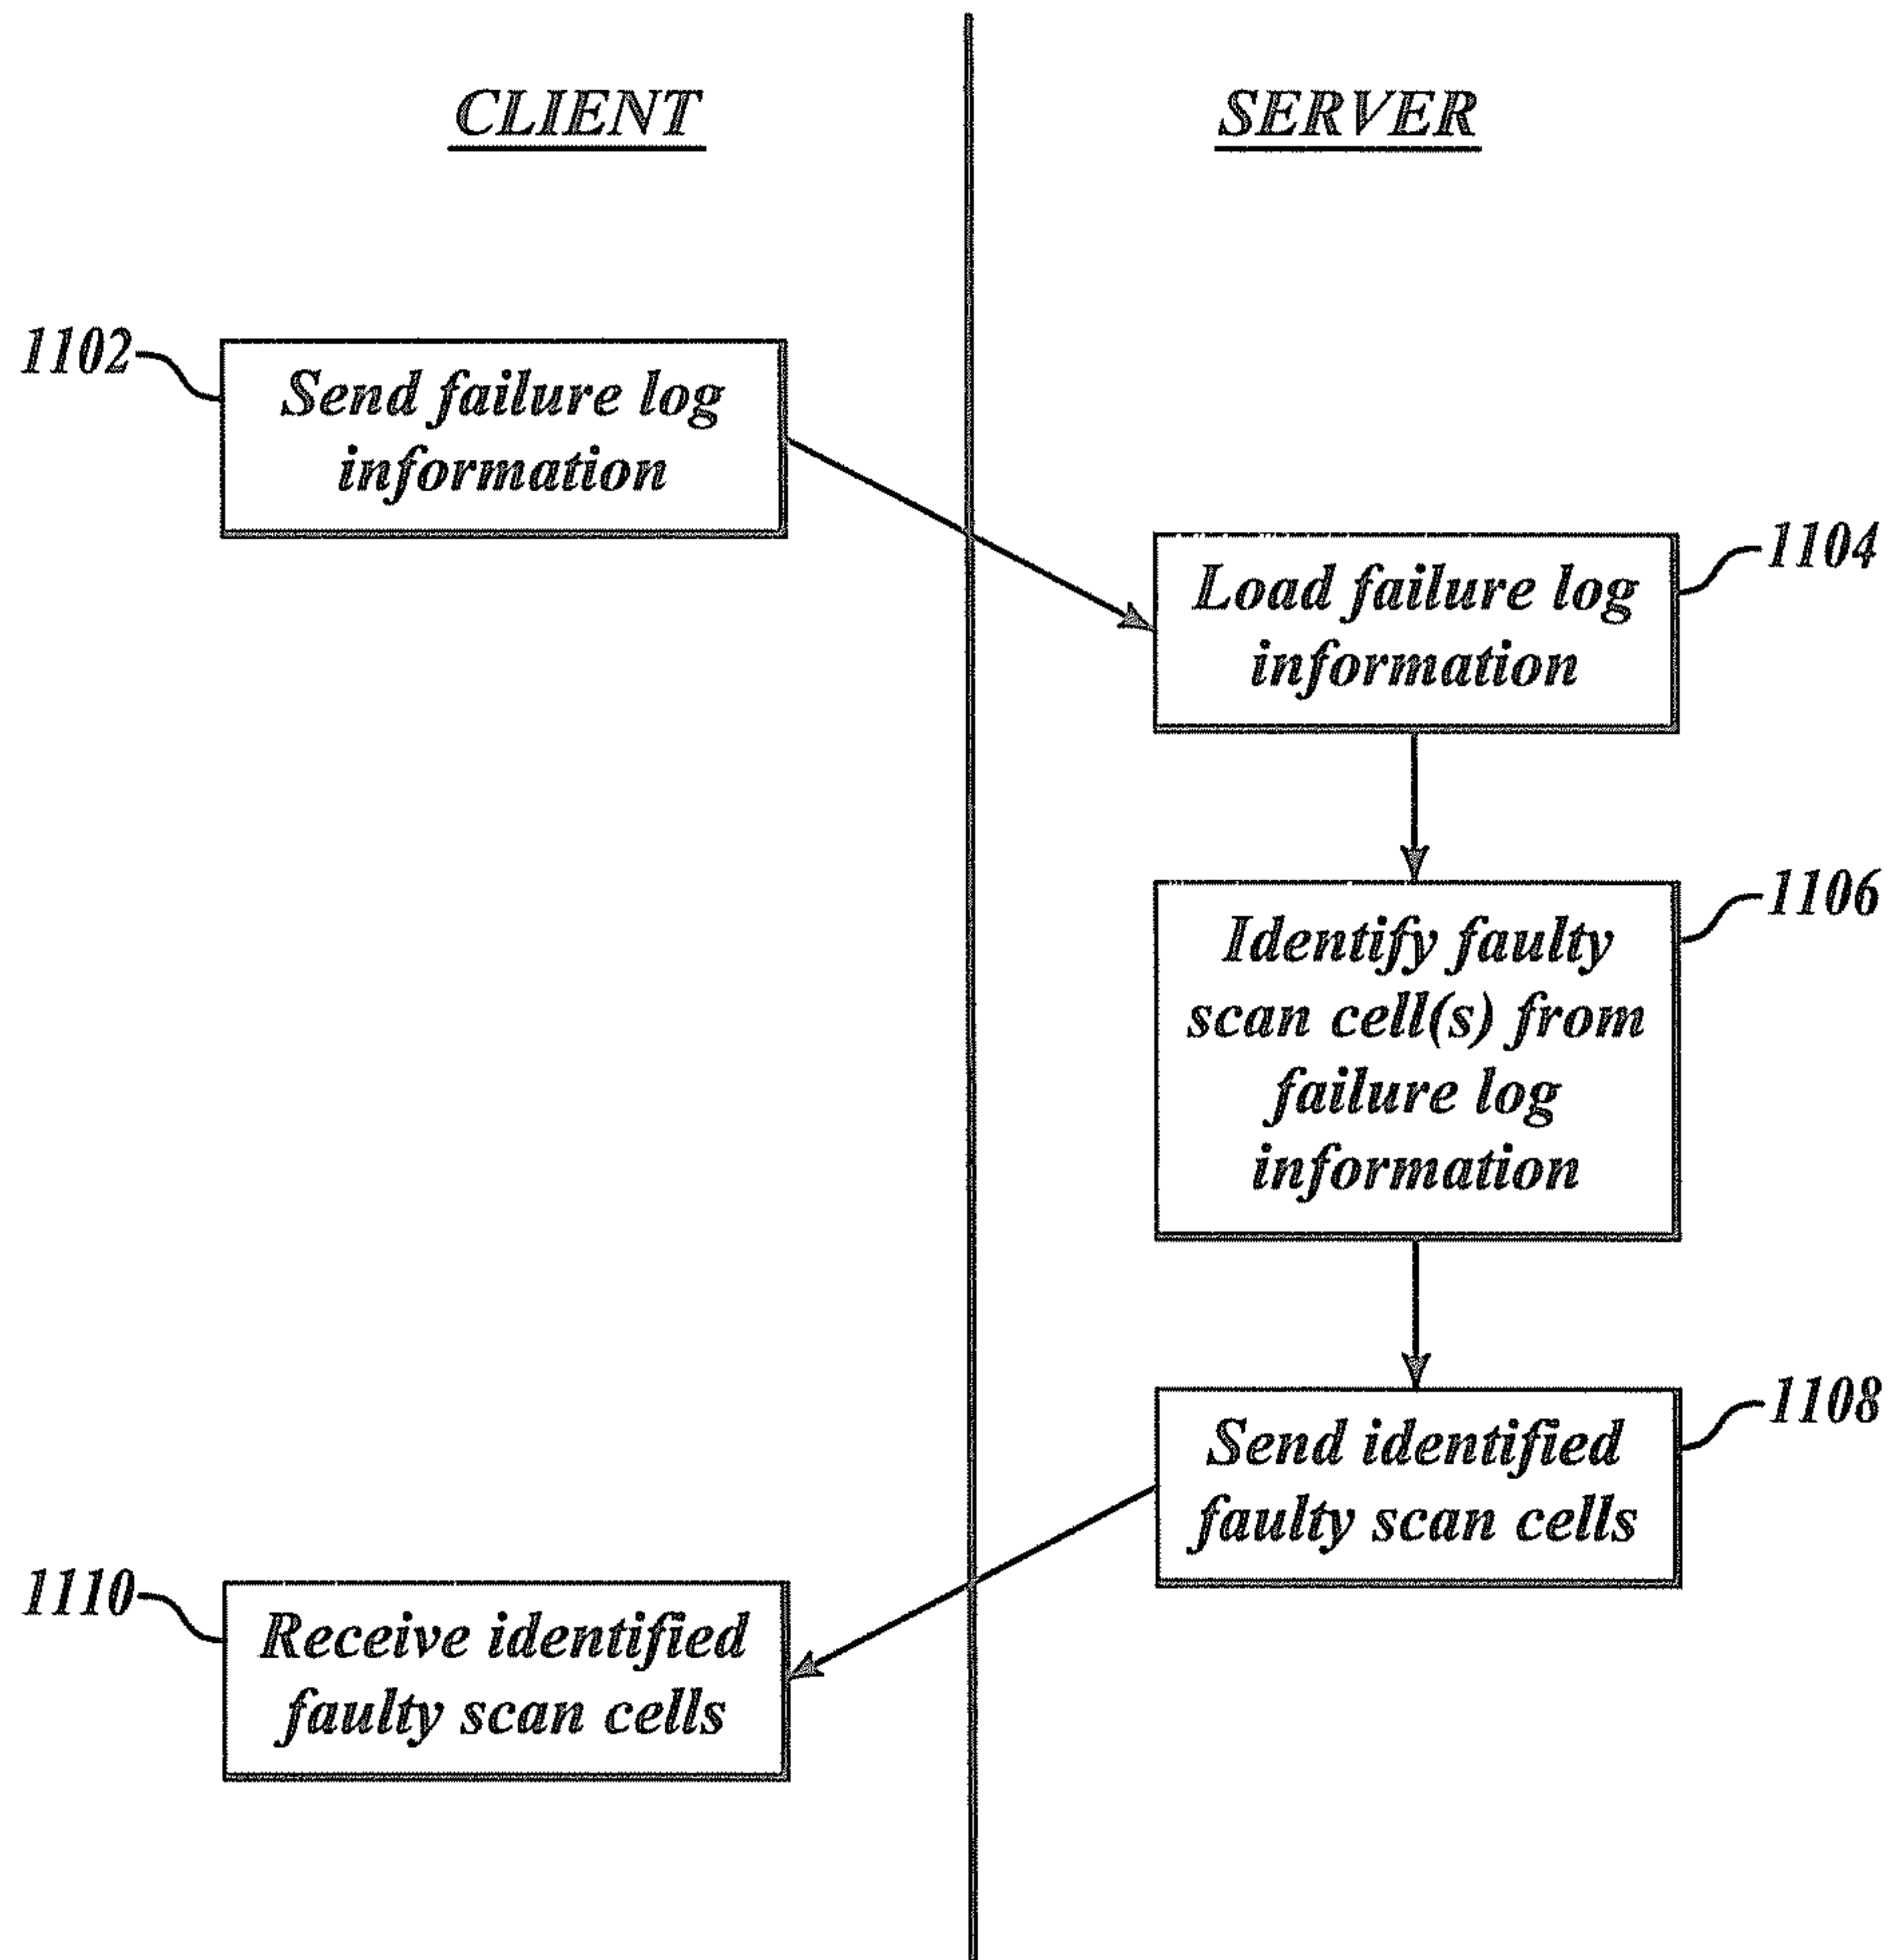 CLIENT
SERVER
1102
Send failure log
information
1104
Load failure log
information
1106
Identify faulty
scan cell(s) from
failure log
information
1108
Send identified
faulty scan cells
1110
Receive identified
faulty scan cells